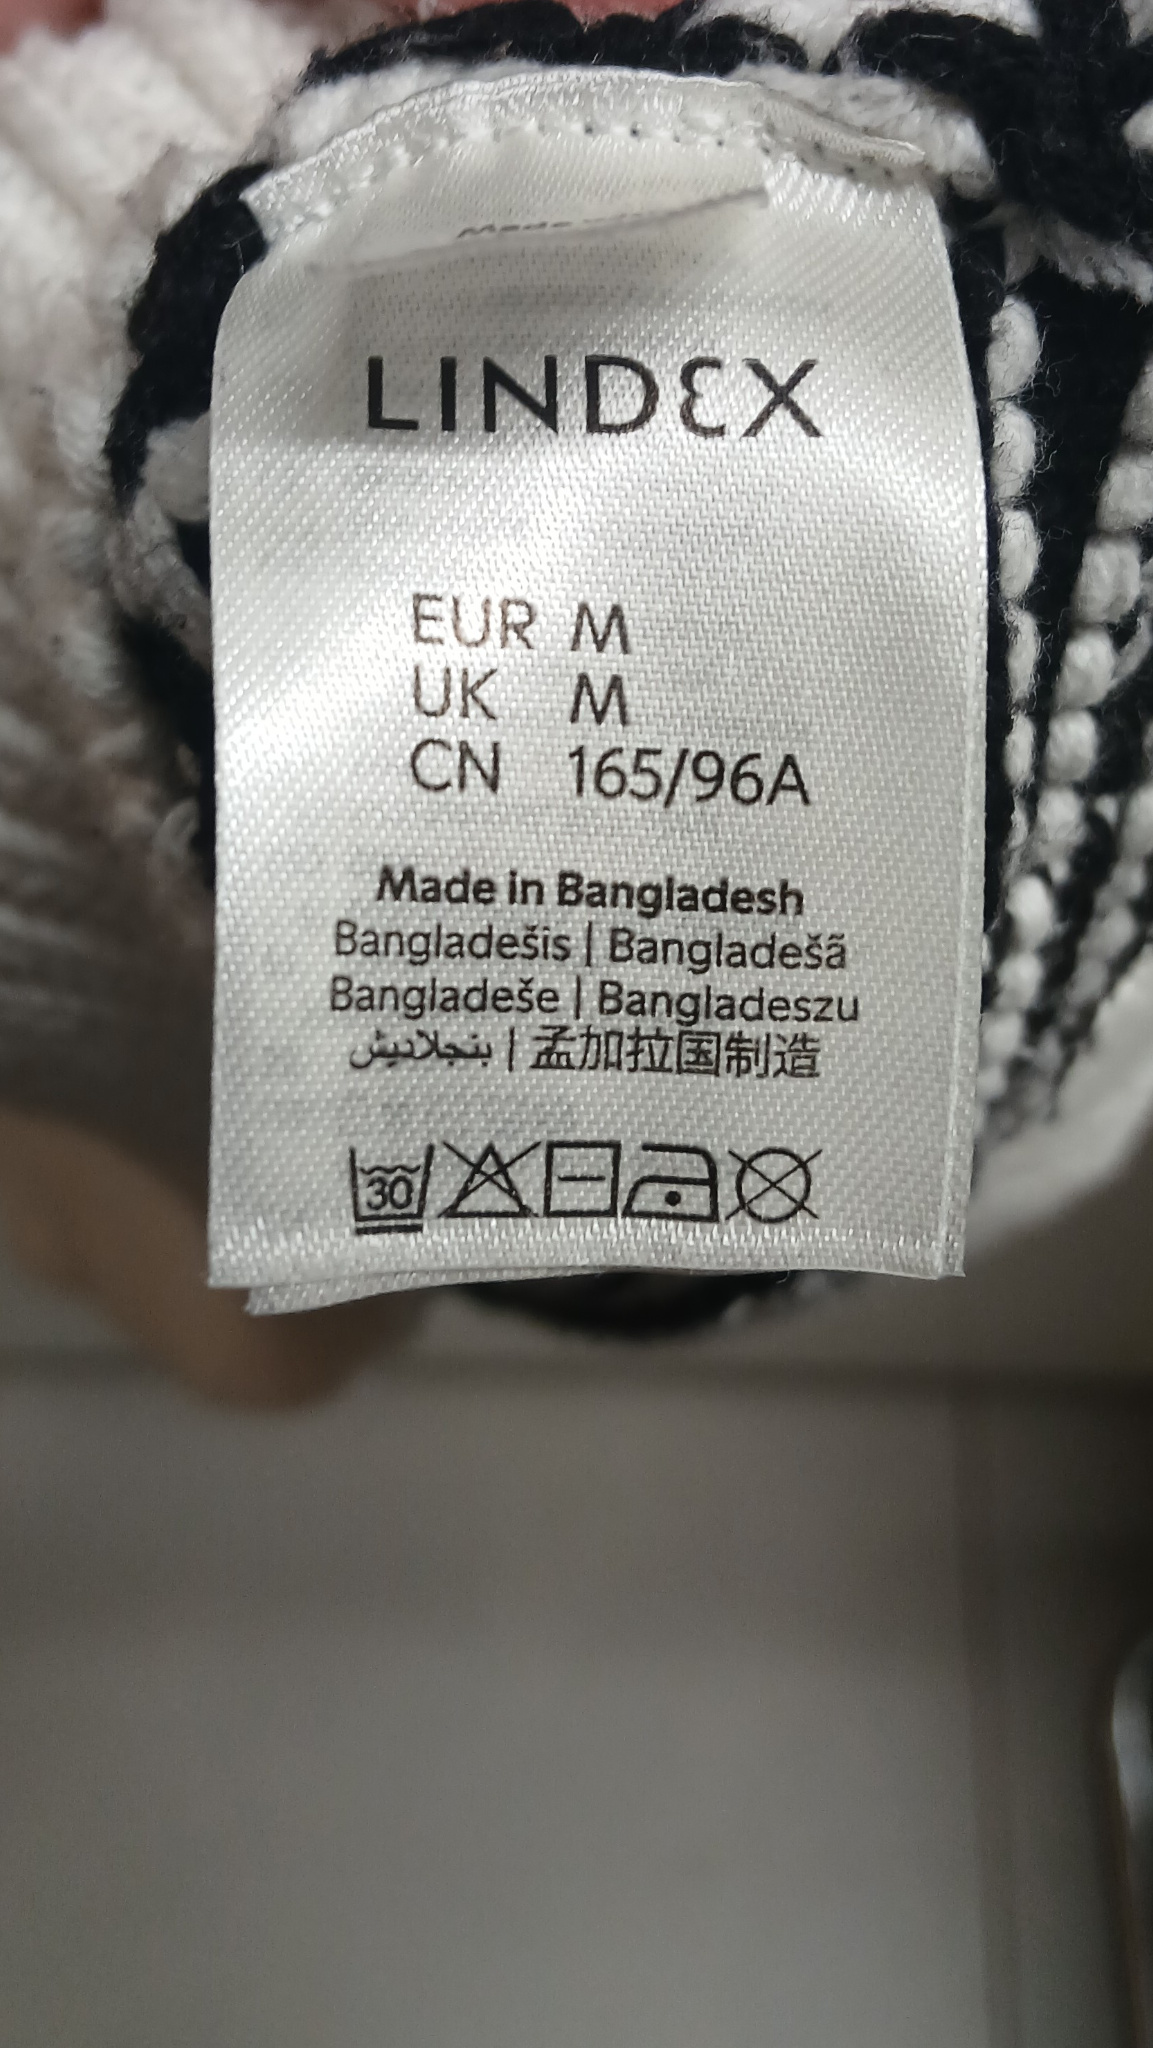 Made
LINDEX
EUR M
UK M
CN 165/96A
Made in Bangladesh
Bangladešis | Bangladešā
Bangladeše | Bangladeszu
بنجلاديش | 孟加拉国制造
30